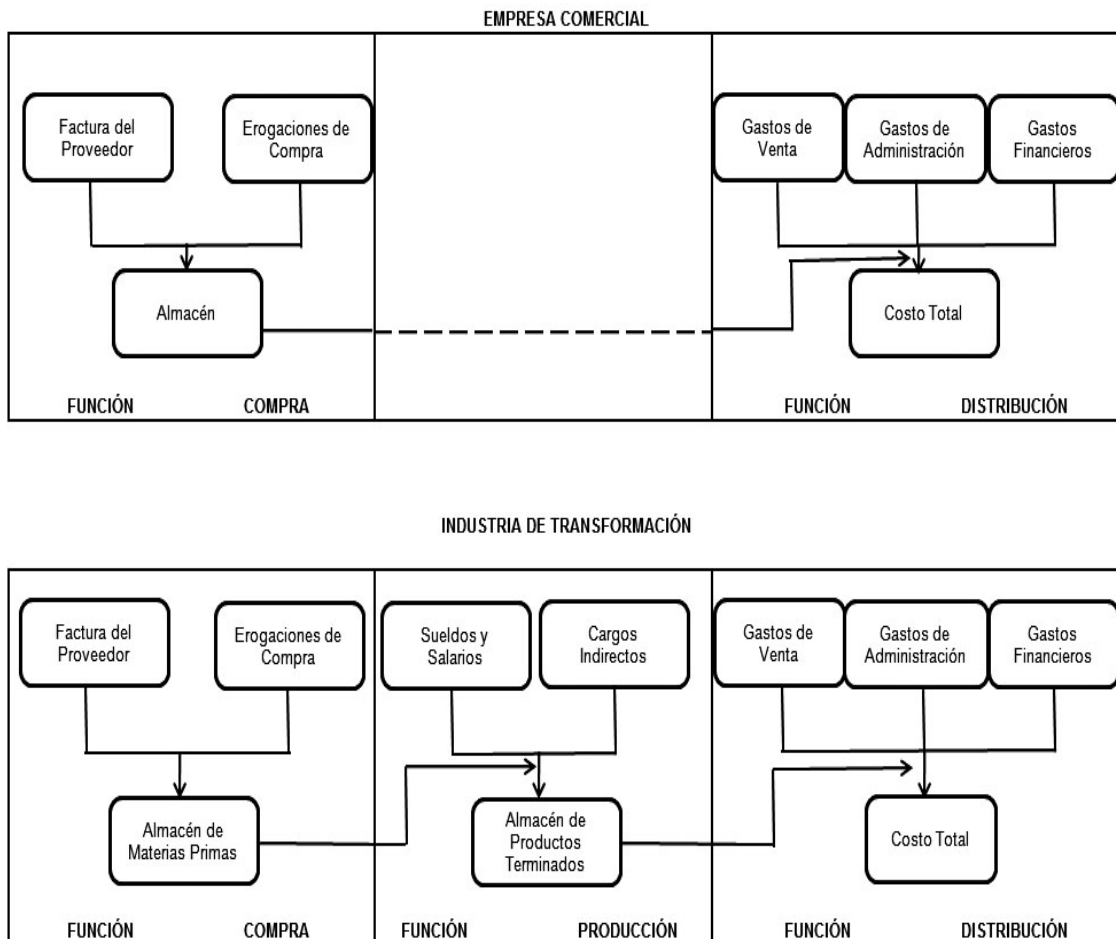 EMPRESA COMERCIAL
Factura del
Proveedor
Erogaciones de
Compra
Gastos de
Venta
Gastos de
Administración
Gastos
Financieros
Almacén
Costo Total
FUNCIÓN COMPRA
FUNCIÓN DISTRIBUCIÓN
INDUSTRIA DE TRANSFORMACIÓN
Factura del
Proveedor
Erogaciones de
Compra
Sueldos y
Salarios
Cargos
Indirectos
Gastos de
Venta
Gastos de
Administración
Gastos
Financieros
Almacén de
Materias Primas
Almacén de
Productos
Terminados
Costo Total
FUNCIÓN COMPRA
FUNCIÓN PRODUCCIÓN
FUNCIÓN DISTRIBUCIÓN